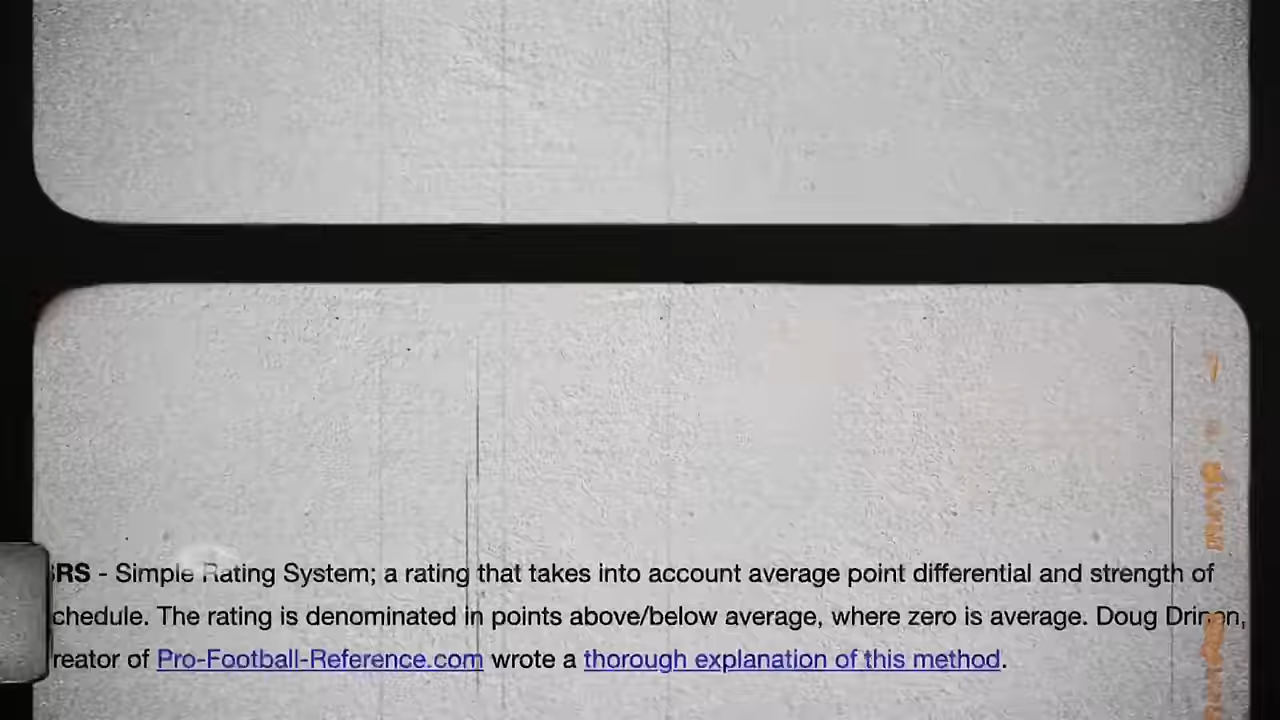 SRS - Simple Rating System; a rating that takes into account average point differential and strength of
chedule. The rating is denominated in points above/below average, where zero is average. Doug Drinen,
reator of Pro-Football-Reference.com wrote a thorough explanation of this method.